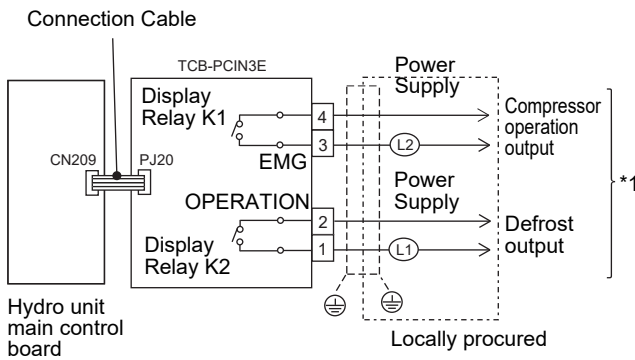 Connection Cable
TCB-PCIN3E
Power
Supply
Display
Relay K1
4
3
L2
EMG
Compressor
operation
output
CN209
PJ20
*1
OPERATION
Power
Supply
2
1
L1
Display
Relay K2
Defrost
output
Hydro unit
main control
board
Locally procured